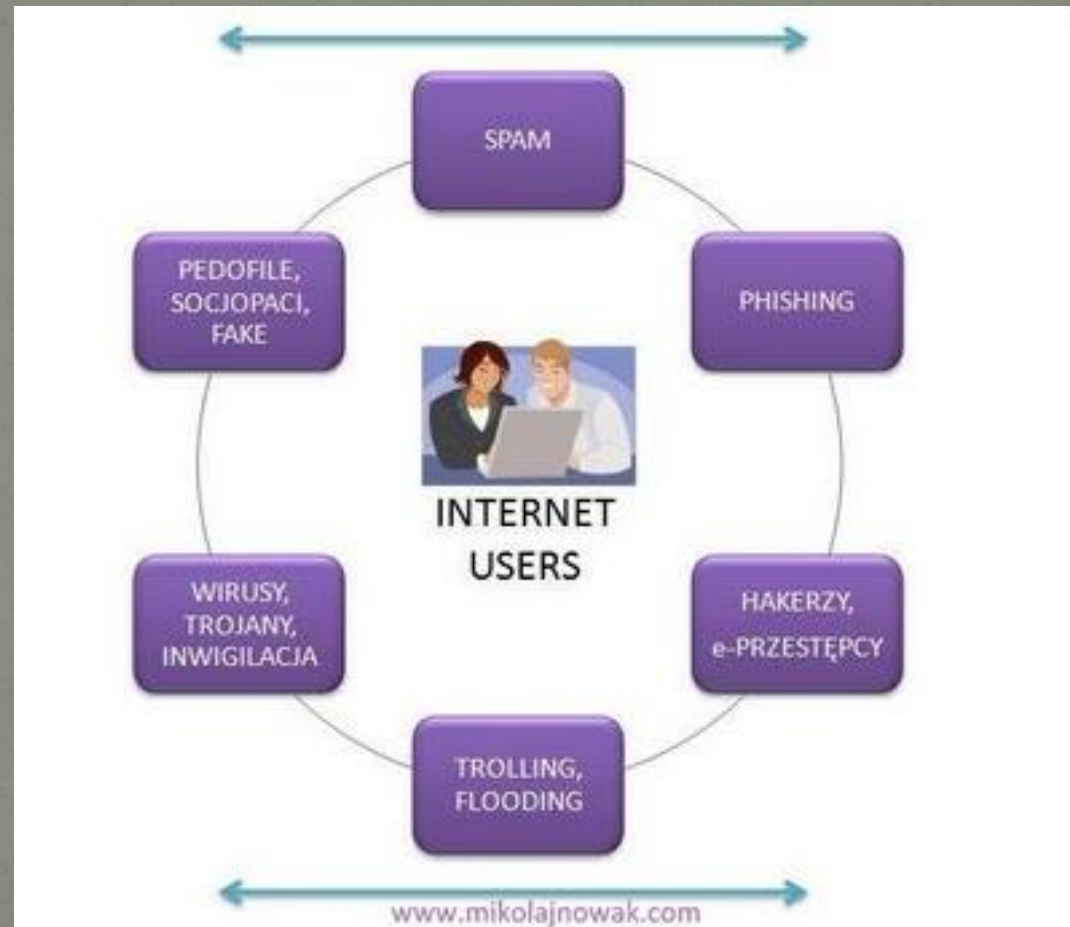 SPAM
PHISHING
HAKERZY,
e-PRZESTĘPCY
TROLLING,
FLOODING
WIRUSY,
TROJANY,
INWIGILACJA
PEDOFILE,
SOCJOPACI,
FAKE
INTERNET
USERS
www.mikolajnowak.com